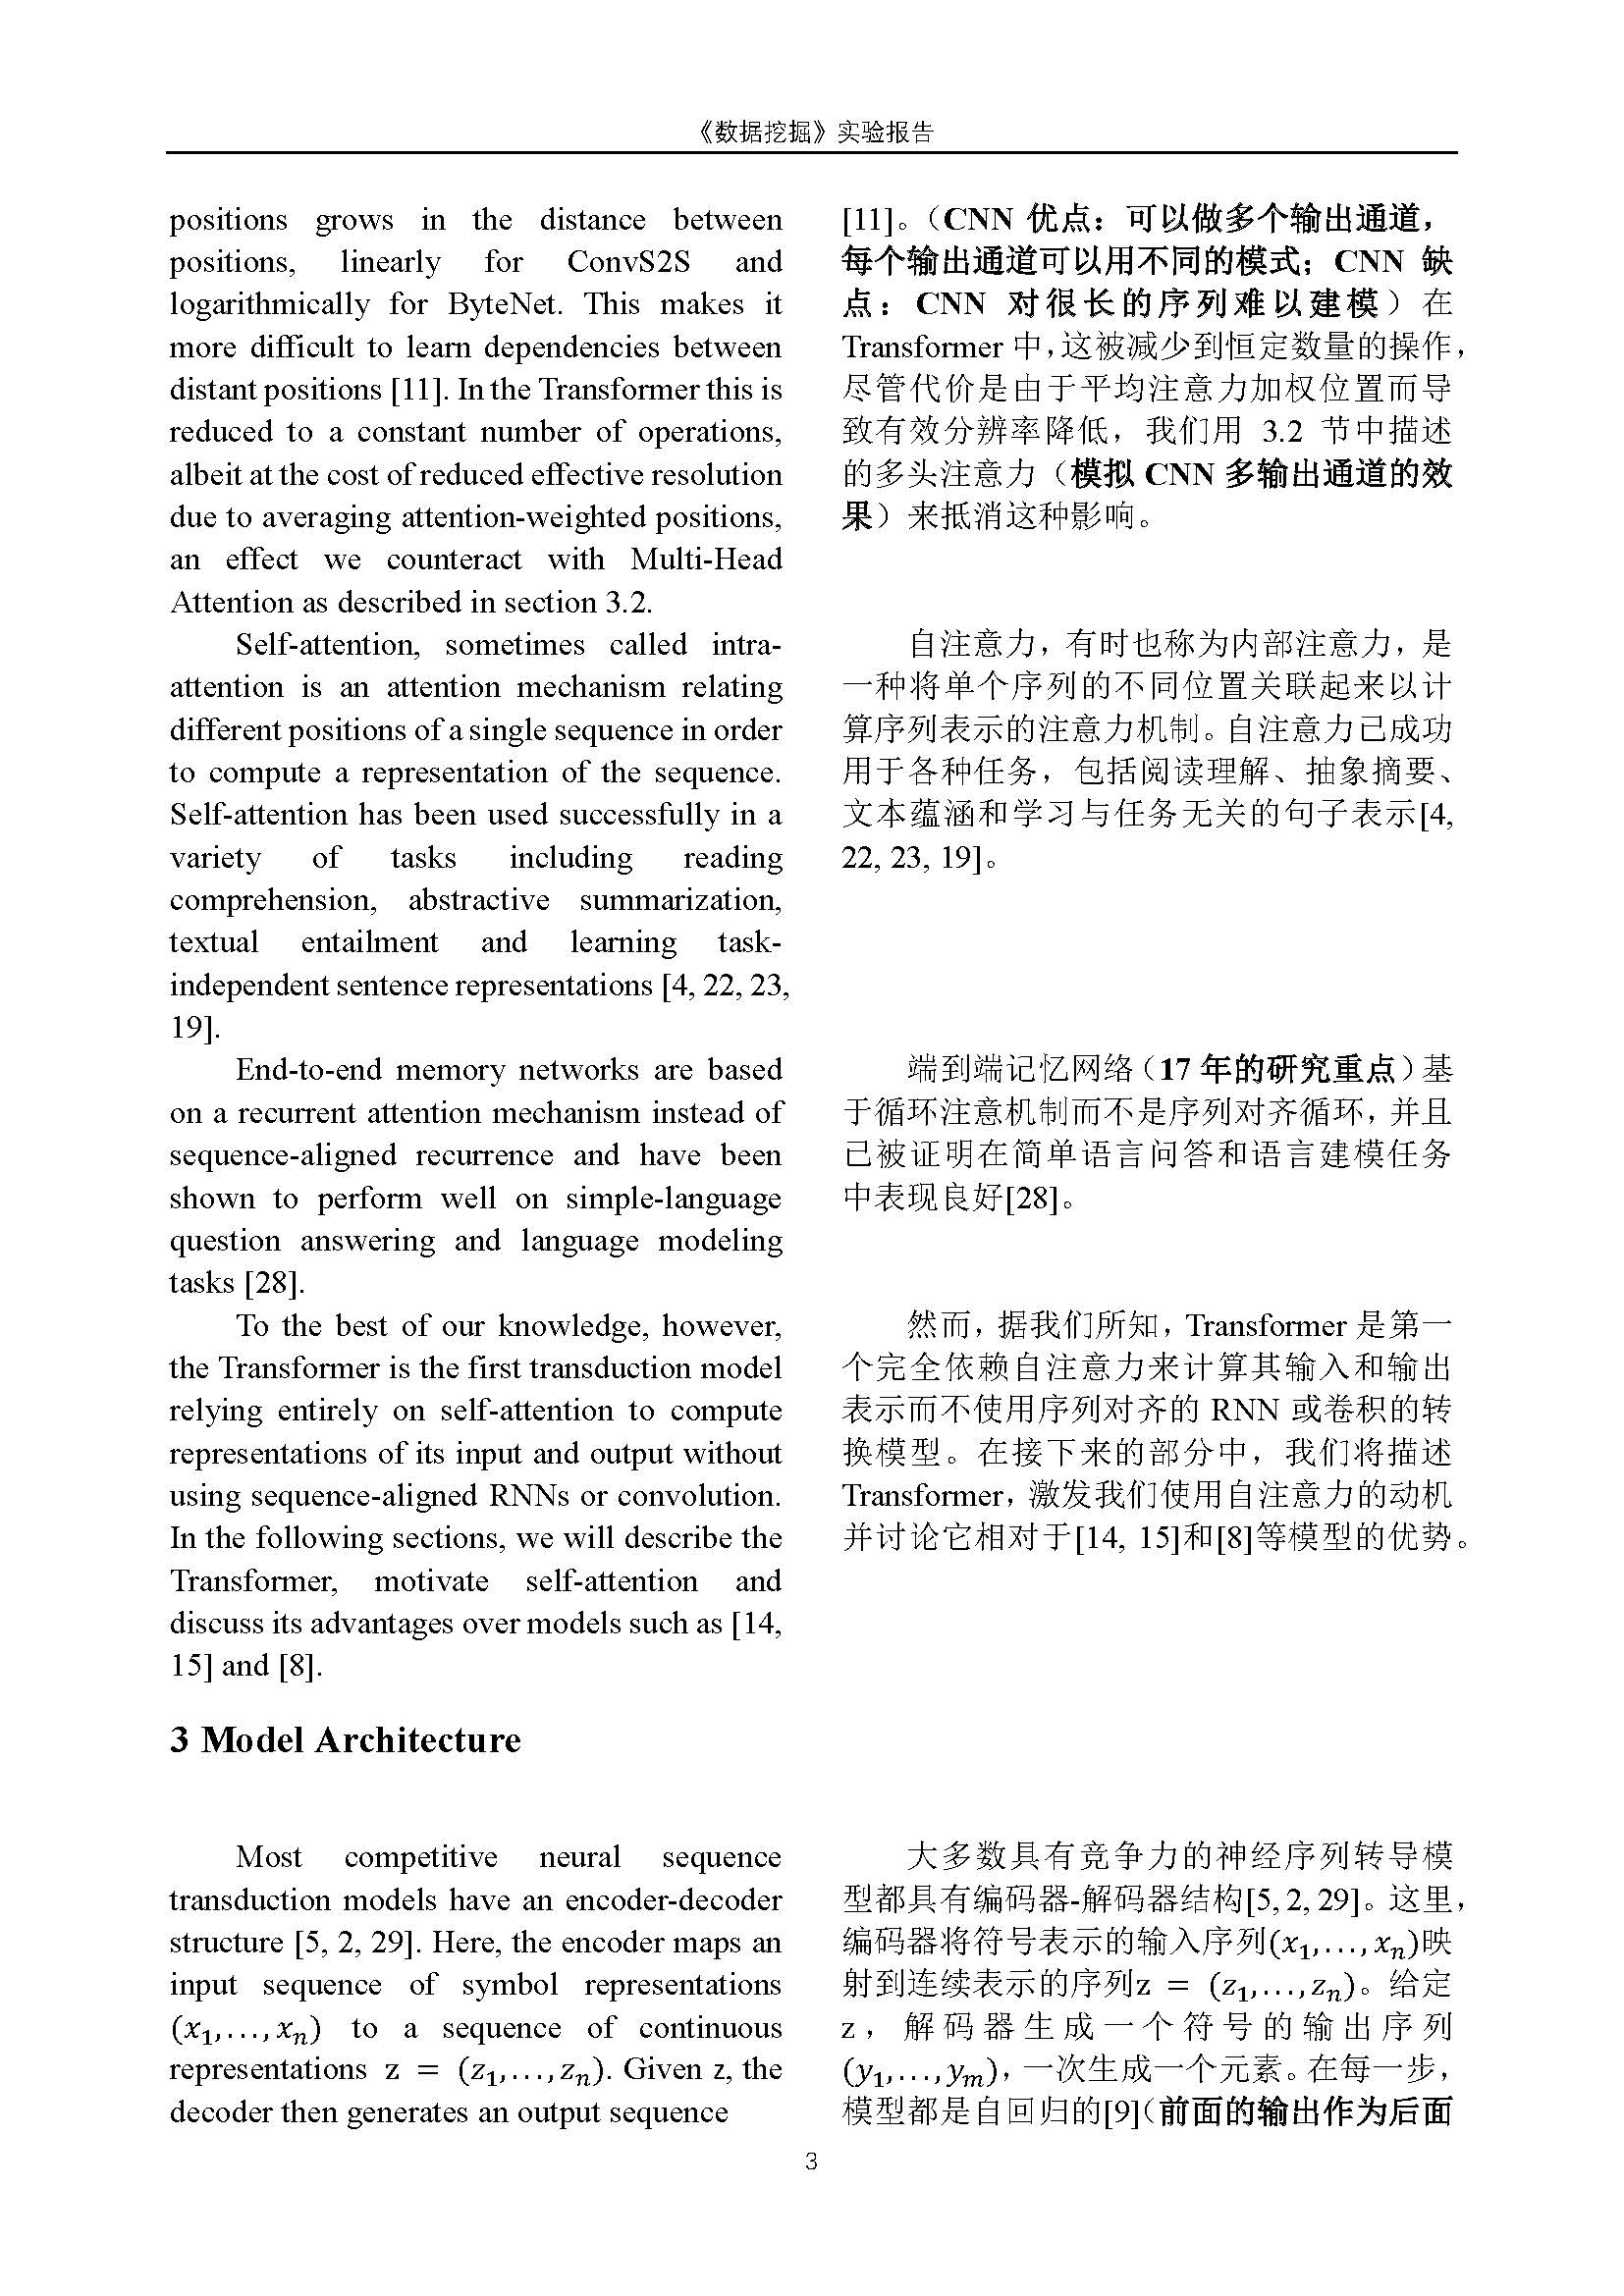 《数据挖掘》实验报告
positions grows in the distance between
positions, linearly for ConvS2S and
logarithmically for ByteNet. This makes it
more difficult to learn dependencies between
distant positions [11]. In the Transformer this is
reduced to a constant number of operations,
albeit at the cost of reduced effective resolution
due to averaging attention-weighted positions,
an effect we counteract with Multi-Head
Attention as described in section 3.2.
Self-attention, sometimes called intra-
attention is an attention mechanism relating
different positions of a single sequence in order
to compute a representation of the sequence.
Self-attention has been used successfully in a
variety of tasks including reading
comprehension, abstractive summarization,
textual entailment and learning task-
independent sentence representations [4, 22, 23,
19].
End-to-end memory networks are based
on a recurrent attention mechanism instead of
sequence-aligned recurrence and have been
shown to perform well on simple-language
question answering and language modeling
tasks [28].
To the best of our knowledge, however,
the Transformer is the first transduction model
relying entirely on self-attention to compute
representations of its input and output without
using sequence-aligned RNNs or convolution.
In the following sections, we will describe the
Transformer, motivate self-attention and
discuss its advantages over models such as [14,
15] and [8].
3 Model Architecture
Most competitive neural sequence
transduction models have an encoder-decoder
structure [5, 2, 29]. Here, the encoder maps an
input sequence of symbol representations
(x₁,...,xₙ) to a sequence of continuous
representations z = (z₁,...,zₙ). Given z, the
decoder then generates an output sequence
[11]。（CNN 优点：可以做多个输出通道，
每个输出通道可以用不同的模式；CNN 缺
点：CNN 对很长的序列难以建模）在
Transformer 中，这被减少到恒定数量的操作，
尽管代价是由于平均注意力加权位置而导
致有效分辨率降低，我们用 3.2 节中描述
的多头注意力（模拟 CNN 多输出通道的效
果）来抵消这种影响。
自注意力，有时也称为内部注意力，是
一种将单个序列的不同位置关联起来以计
算序列表示的注意力机制。自注意力已成功
用于各种任务，包括阅读理解、抽象摘要、
文本蕴涵和学习与任务无关的句子表示[4,
22, 23, 19]。
端到端记忆网络（17 年的研究重点）基
于循环注意机制而不是序列对齐循环，并且
已被证明在简单语言问答和语言建模任务
中表现良好[28]。
然而，据我们所知，Transformer 是第一
个完全依赖自注意力来计算其输入和输出
表示而不使用序列对齐的 RNN 或卷积的转
换模型。在接下来的部分中，我们将描述
Transformer，激发我们使用自注意力的动机
并讨论它相对于[14, 15]和[8]等模型的优势。
大多数具有竞争力的神经序列转导模
型都具有编码器-解码器结构[5, 2, 29]。这里，
编码器将符号表示的输入序列(x₁,...,xₙ)映
射到连续表示的序列z = (z₁,...,zₙ)。给定
z，解码器生成一个符号的输出序列
(y₁,...,yₘ)，一次生成一个元素。在每一步，
模型都是自回归的[9]（前面的输出作为后面
3